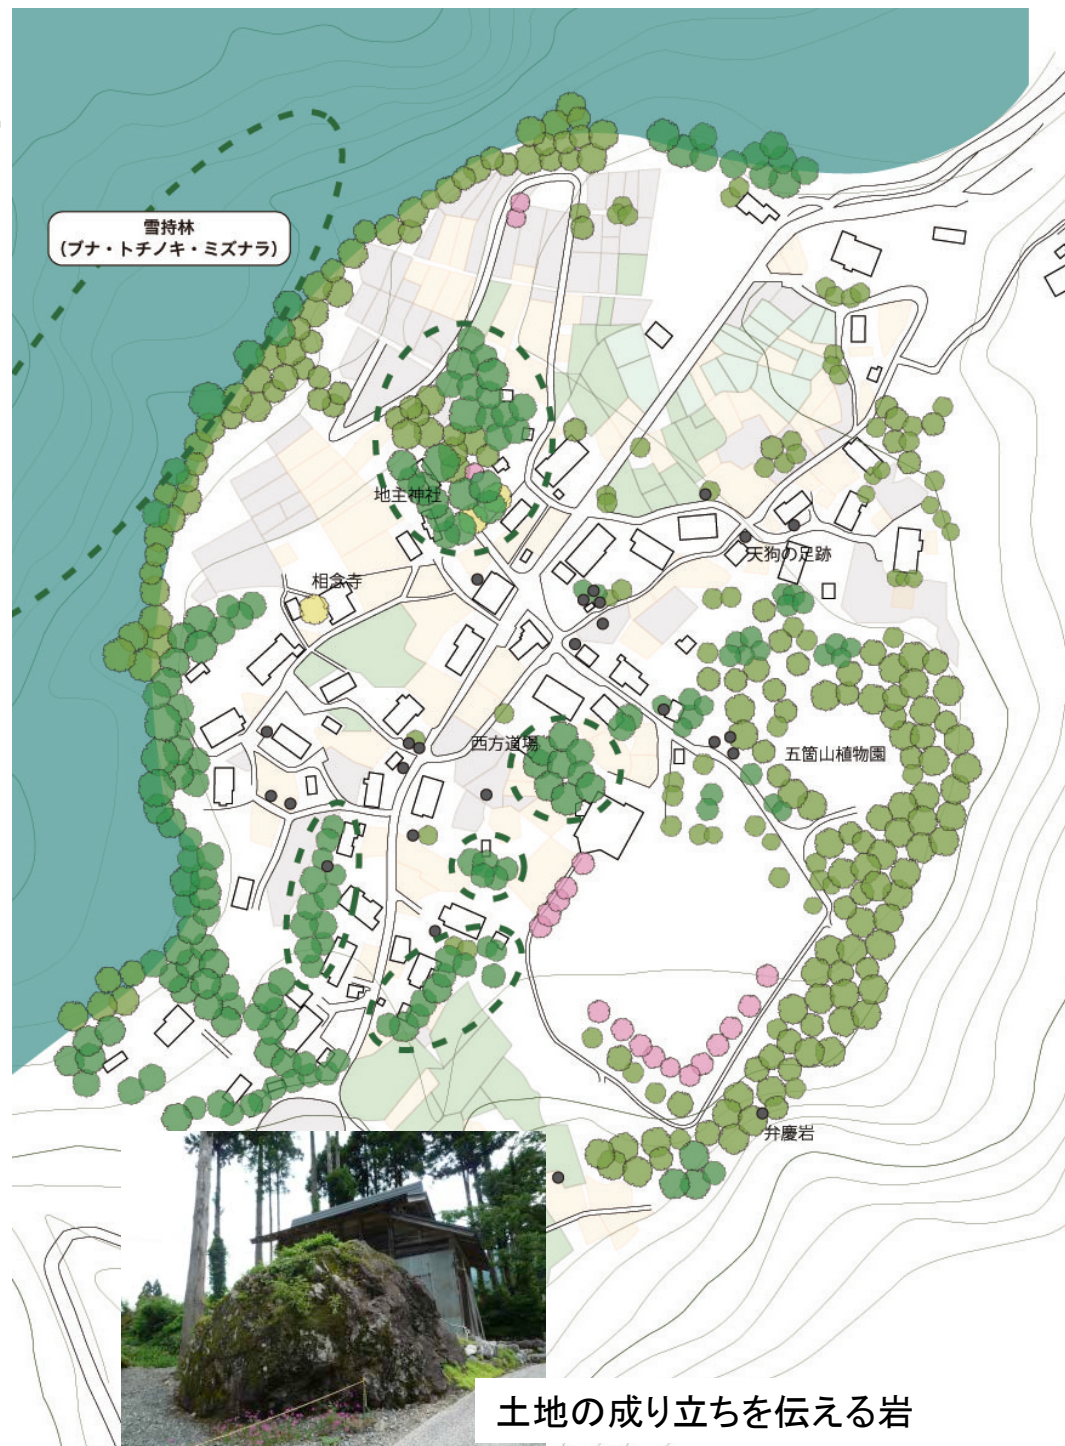 雪持林
(ブナ・トチノキ・ミズナラ)
地主神社
天狗の足跡
相念寺
西方道場
五箇山植物園
弁慶岩
土地の成り立ちを伝える岩